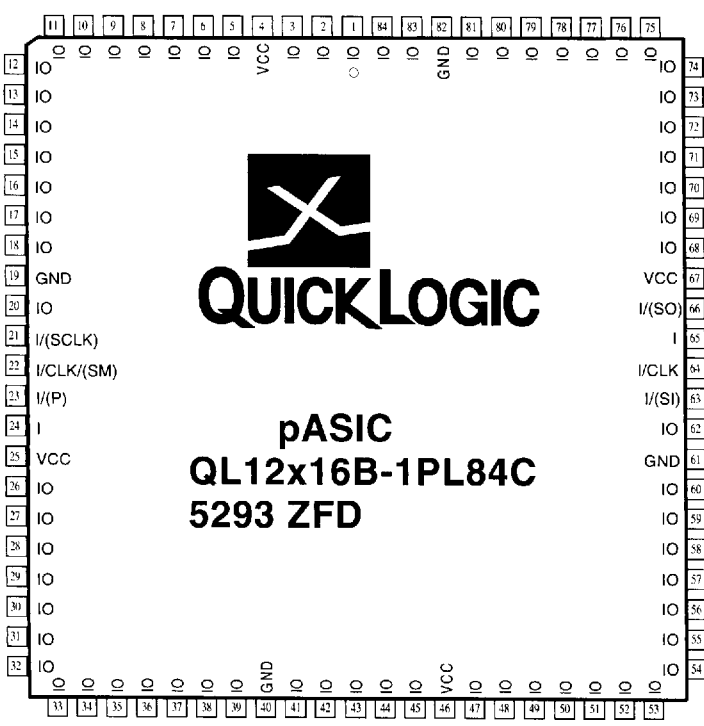 11 10 9 8 7 6 5 4 3 2 1 84 83 82 81 80 79 78 77 76 75
IO IO IO IO IO IO IO VCC IO IO IO IO IO GND IO IO IO IO IO IO IO
12 IO IO 74
13 IO IO 73
14 IO IO 72
15 IO IO 71
16 IO IO 70
17 IO IO 69
18 IO IO 68
19 GND VCC 67
20 IO I/(SO) 66
21 I/(SCLK) I 65
22 I/CLK/(SM) I/CLK 64
23 I/(P) I/(SI) 63
24 I IO 62
25 VCC GND 61
26 IO IO 60
27 IO IO 59
28 IO IO 58
29 IO IO 57
30 IO IO 56
31 IO IO 55
32 IO IO 54
QUICKLOGIC
pASIC
QL12x16B-1PL84C
5293 ZFD
IO IO IO IO IO IO IO GND IO IO IO IO IO VCC IO IO IO IO IO IO IO
33 34 35 36 37 38 39 40 41 42 43 44 45 46 47 48 49 50 51 52 53